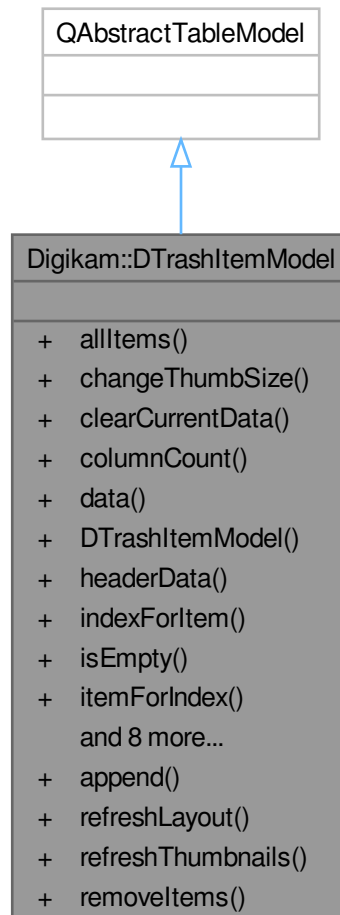 QAbstractTableModel
Digikam::DTrashItemModel
+ allItems()
+ changeThumbSize()
+ clearCurrentData()
+ columnCount()
+ data()
+ DTrashItemModel()
+ headerData()
+ indexForItem()
+ isEmpty()
+ itemForIndex()
and 8 more...
+ append()
+ refreshLayout()
+ refreshThumbnails()
+ removeItems()